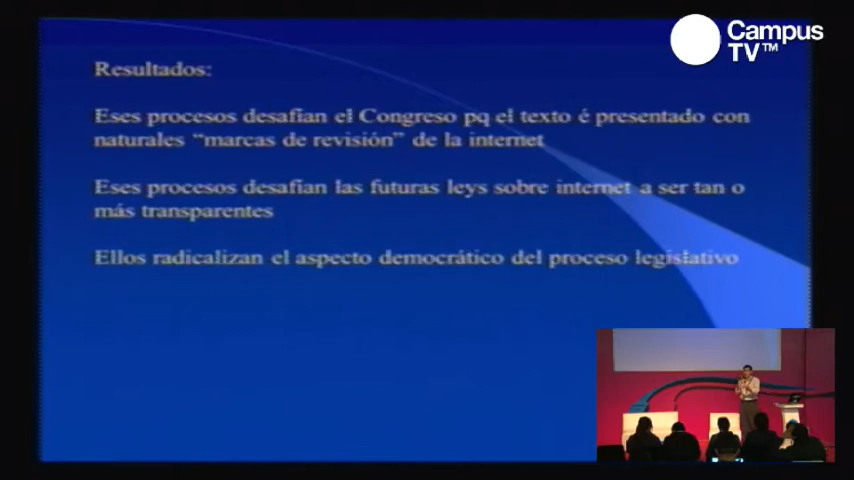 Campus
TV™
Resultados:
Eses procesos desafían el Congreso pq el texto é presentado con
naturales “marcas de revisión” de la internet
Eses procesos desafían las futuras leys sobre internet a ser tan o
más transparentes
Ellos radicalizan el aspecto democrático del proceso legislativo